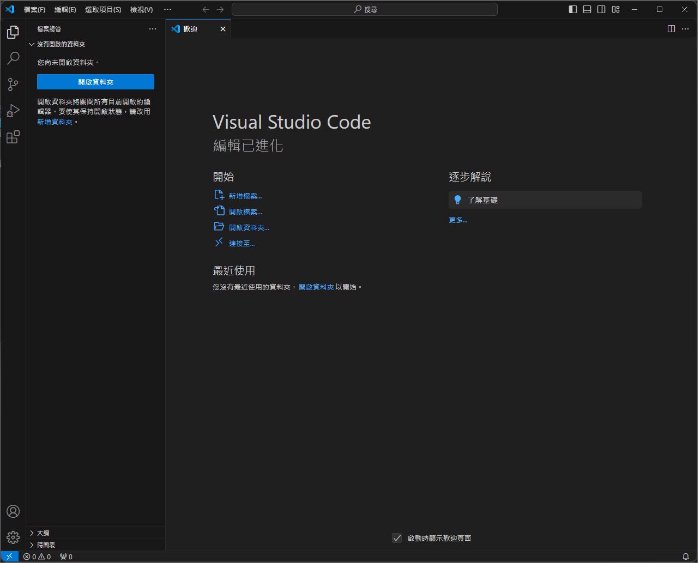 檔案(F) 編輯(E) 選取項目(S) 檢視(V) ... 搜尋
檔案總管 ...
歡迎
沒有開啟的資料夾
您尚未開啟資料夾。
開啟資料夾
開啟資料夾將關閉所有目前開啟的編
輯器。要使其保持開啟狀態，請改用
新增資料夾。
Visual Studio Code
編輯已進化
開始
新增檔案...
開啟檔案...
開啟資料夾...
連接至...
最近使用
您沒有最近使用的資料夾，開啟資料夾以開始。
逐步解說
了解基礎
更多...
啟動時顯示歡迎頁面
大綱
時間表
0 0 0